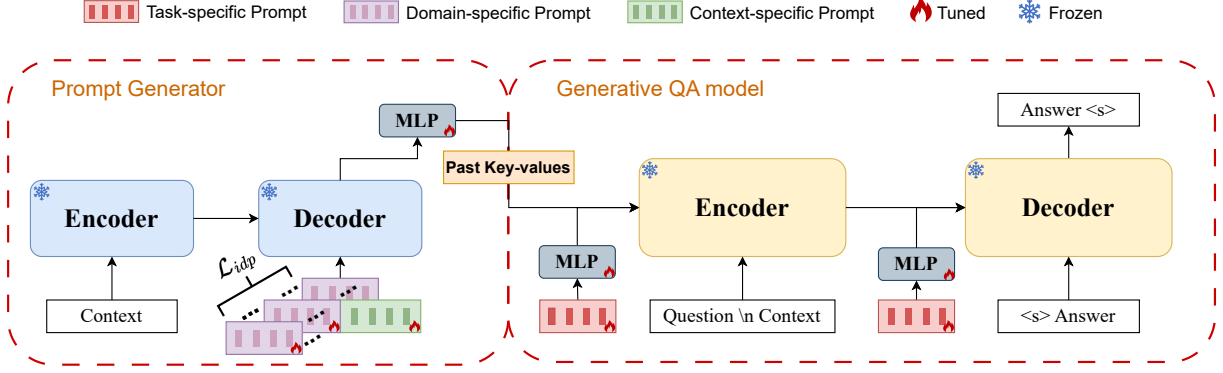 Task-specific Prompt
Domain-specific Prompt
Context-specific Prompt
Tuned
Frozen
Prompt Generator
Generative QA model
MLP
Answer <s>
Past Key-values
Encoder
Decoder
Encoder
Decoder
ℒ_idp
MLP
MLP
Context
Question \n Context
<s> Answer